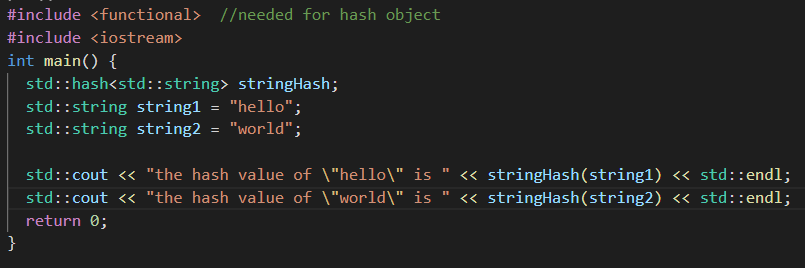 #include <functional>  //needed for hash object
#include <iostream>
int main() {
  std::hash<std::string> stringHash;
  std::string string1 = "hello";
  std::string string2 = "world";

  std::cout << "the hash value of \"hello\" is " << stringHash(string1) << std::endl;
  std::cout << "the hash value of \"world\" is " << stringHash(string2) << std::endl;
  return 0;
}